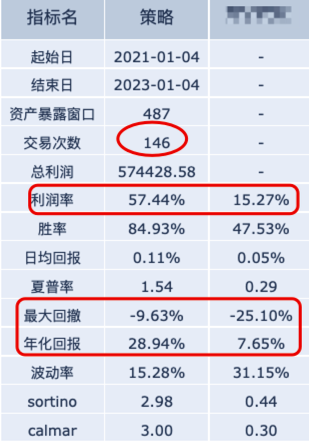 指标名 策略
起始日 2021-01-04 -
结束日 2023-01-04 -
资产暴露窗口 487 -
交易次数 146 -
总利润 574428.58 -
利润率 57.44% 15.27%
胜率 84.93% 47.53%
日均回报 0.11% 0.05%
夏普率 1.54 0.29
最大回撤 -9.63% -25.10%
年化回报 28.94% 7.65%
波动率 15.28% 31.15%
sortino 2.98 0.44
calmar 3.00 0.30